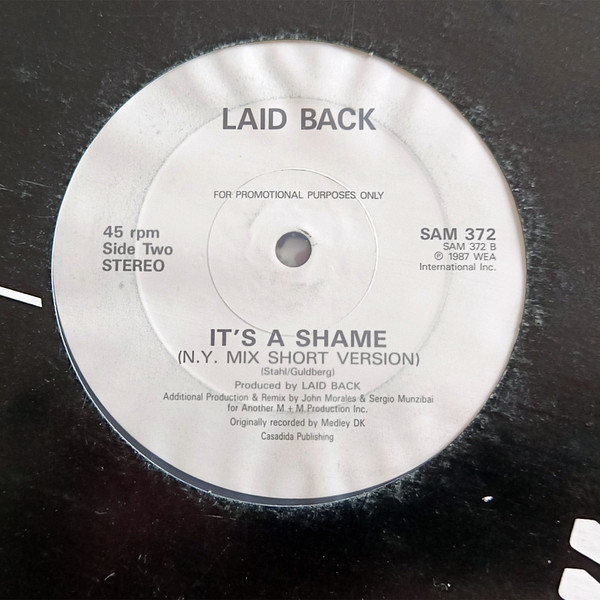 LAID BACK
FOR PROMOTIONAL PURPOSES ONLY
45 rpm
Side Two
STEREO
SAM 372
SAM 372 B
℗ 1987 WEA
International Inc.
IT'S A SHAME
(N.Y. MIX SHORT VERSION)
(Stahl/Guldberg)
Produced by LAID BACK
Additional Production & Remix by John Morales & Sergio Munzibai
for Another M + M Production Inc.
Originally recorded by Medley DK
Casadida Publishing